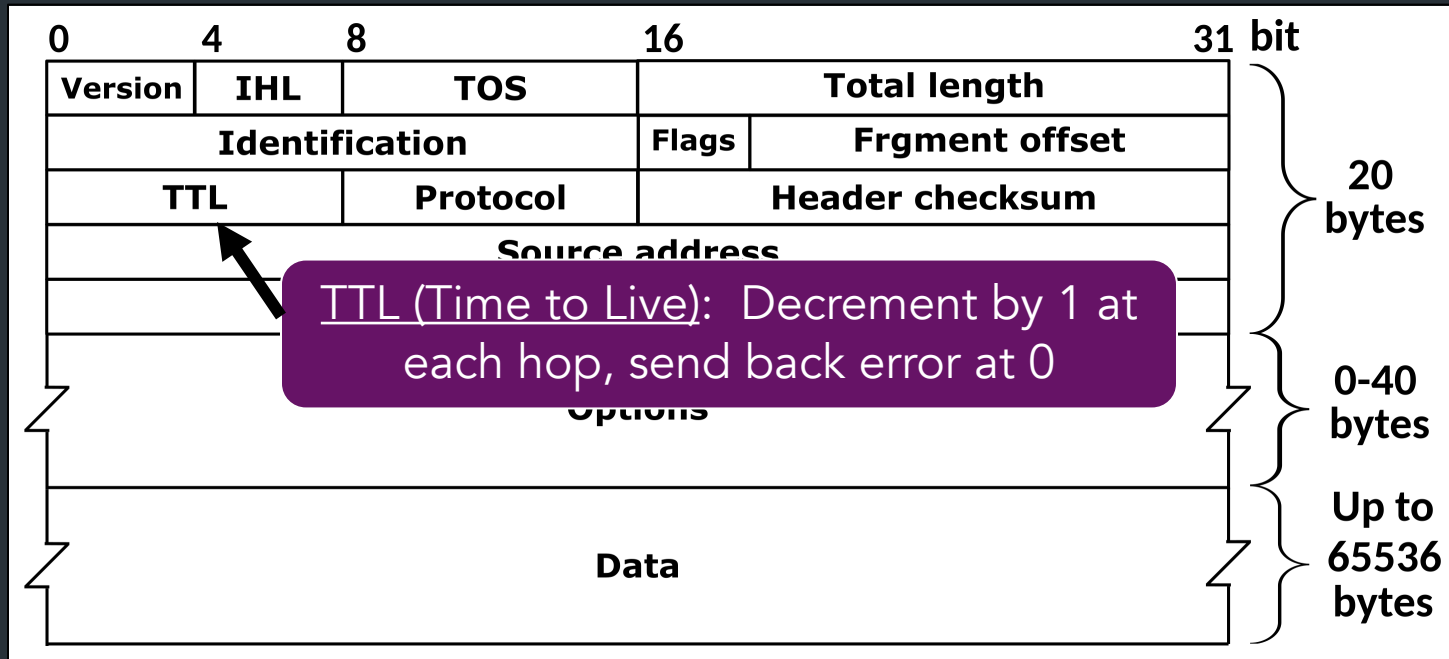 0 4 8 16 31 bit
Version IHL TOS Total length
Identification Flags Frgment offset
TTL Protocol Header checksum
20
bytes
Source address
TTL (Time to Live): Decrement by 1 at
each hop, send back error at 0
Options
0-40
bytes
Data
Up to
65536
bytes